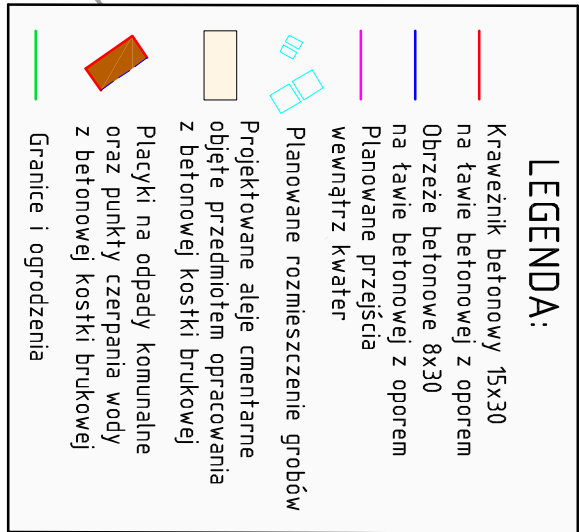 LEGENDA:
Kraweżnik betonowy 15x30
na ławie betonowej z oporem
Obrzeże betonowe 8x30
na ławie betonowej z oporem
Planowane przejścia
wewnątrz kwater
Planowane rozmieszczenie grobów
Projektowane aleje cmentarne
objęte przedmiotem opracowania
z betonowej kostki brukowej
Placyki na odpady komunalne
oraz punkty czerpania wody
z betonowej kostki brukowej
Granice i ogrodzenia